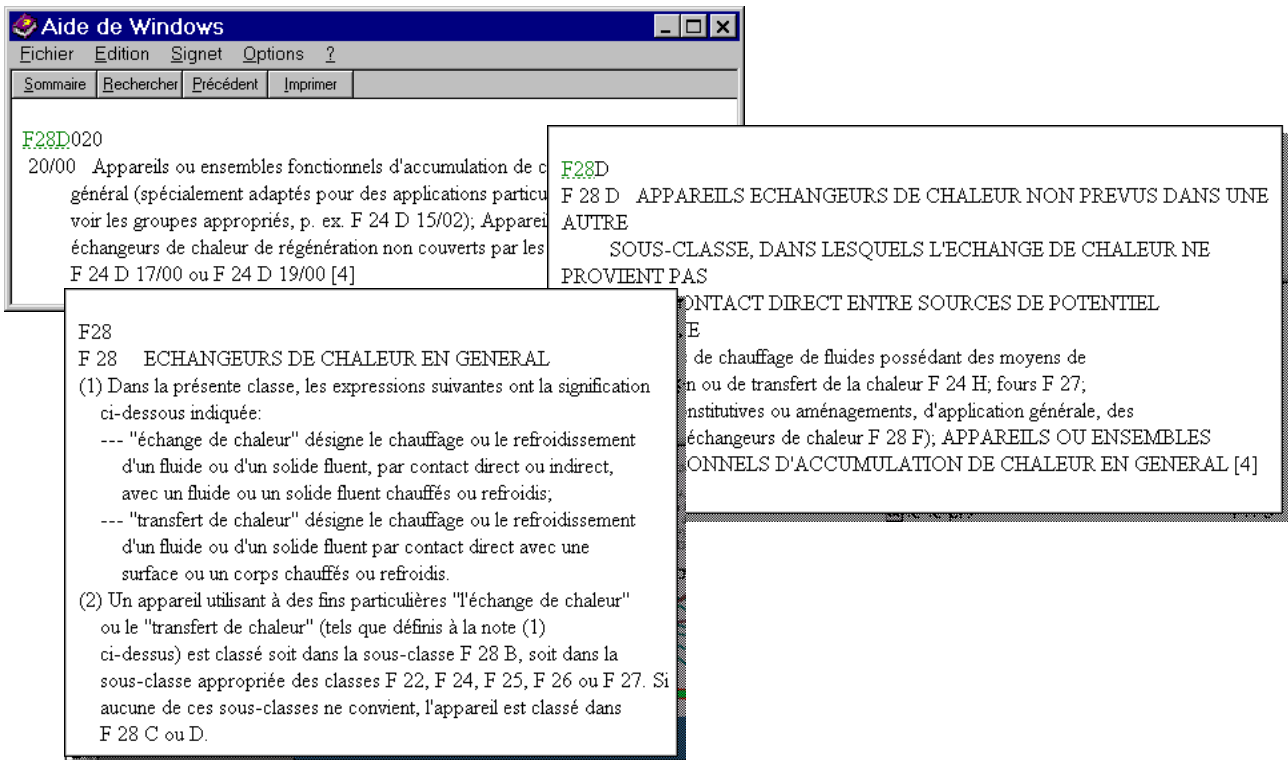 Aide de Windows
Fichier Edition Signet Options ?
Sommaire Rechercher Précédent Imprimer
F28D020
20/00 Appareils ou ensembles fonctionnels d'accumulation de
général (spécialement adaptés pour des applications
voir les groupes appropriés, p. ex. F 24 D 15/02);
échangeurs de chaleur de régénération non couverts par les
F 24 D 17/00 ou F 24 D 19/00 [4]
F28D
F 28 D APPAREILS ECHANGEURS DE CHALEUR NON PREVUS DANS UNE
AUTRE
SOUS-CLASSE, DANS LESQUELS L'ECHANGE DE CHALEUR NE
PROVIENT PAS
CONTACT DIRECT ENTRE SOURCES DE POTENTIEL
de chauffage de fluides possédant des moyens de
ou de transfert de la chaleur F 24 H; fours F 27;
ou aménagements, d'application générale, des
échangeurs de chaleur F 28 F); APPAREILS OU ENSEMBLES
D'ACCUMULATION DE CHALEUR EN GENERAL [4]
F28
F 28 ECHANGEURS DE CHALEUR EN GENERAL
(1) Dans la présente classe, les expressions suivantes ont la signification
ci-dessous indiquée:
--- "échange de chaleur" désigne le chauffage ou le refroidissement
d'un fluide ou d'un solide fluent, par contact direct ou indirect,
avec un fluide ou un solide fluent chauffés ou refroidis;
--- "transfert de chaleur" désigne le chauffage ou le refroidissement
d'un fluide ou d'un solide fluent par contact direct avec une
surface ou un corps chauffés ou refroidis.
(2) Un appareil utilisant à des fins particulières "l'échange de chaleur"
ou le "transfert de chaleur" (tels que définis à la note (1)
ci-dessus) est classé soit dans la sous-classe F 28 B, soit dans la
sous-classe appropriée des classes F 22, F 24, F 25, F 26 ou F 27. Si
aucune de ces sous-classes ne convient, l'appareil est classé dans
F 28 C ou D.